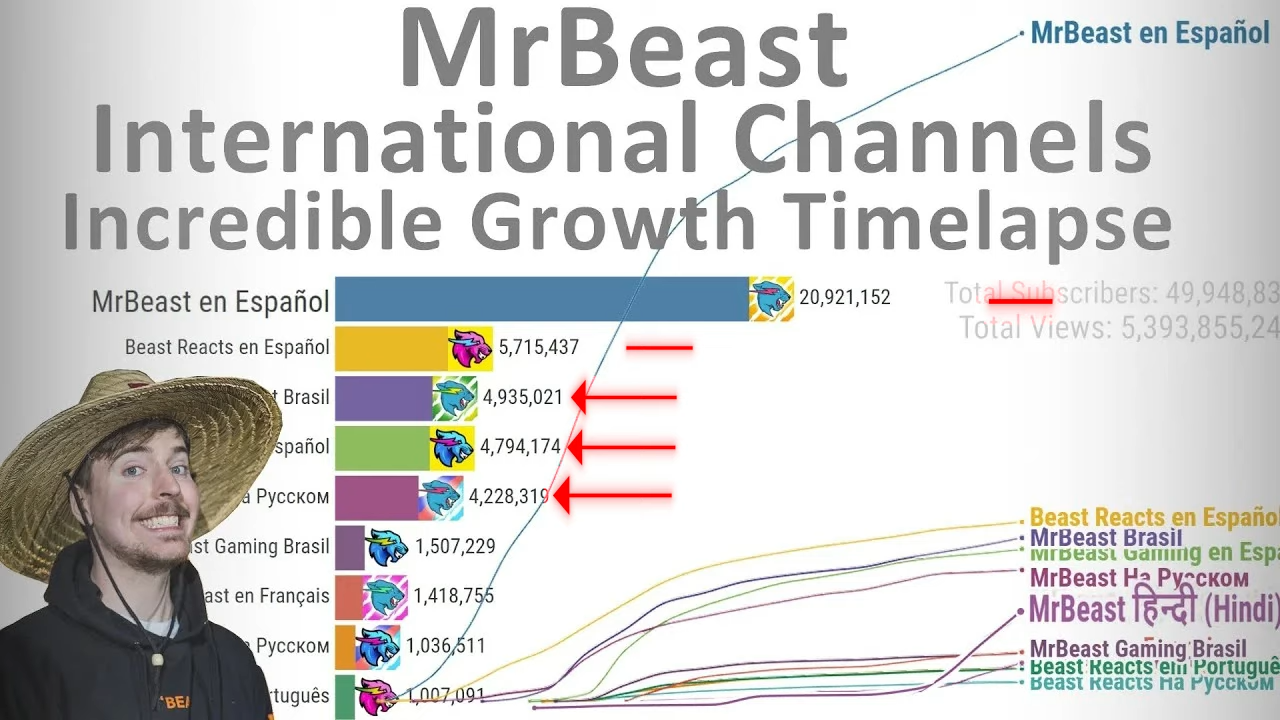 MrBeast
International Channels
Incredible Growth Timelapse
MrBeast en Español
MrBeast en Español 20,921,152
Total Subscribers: 49,948,83
Total Views: 5,393,855,24
Beast Reacts en Español 5,715,437
t Brasil 4,935,021
spañol 4,794,174
а Русском 4,228,319
st Gaming Brasil 1,507,229
ast en Français 1,418,755
Русском 1,036,511
rtuguês 1,007,091
Beast Reacts en Español
MrBeast Brasil
MrBeast Gaming en Espa
MrBeast На Русском
MrBeast हिन्दी (Hindi)
MrBeast Gaming Brasil
Beast Reacts em Portuguê
Beast Reacts На Русском
"BEA